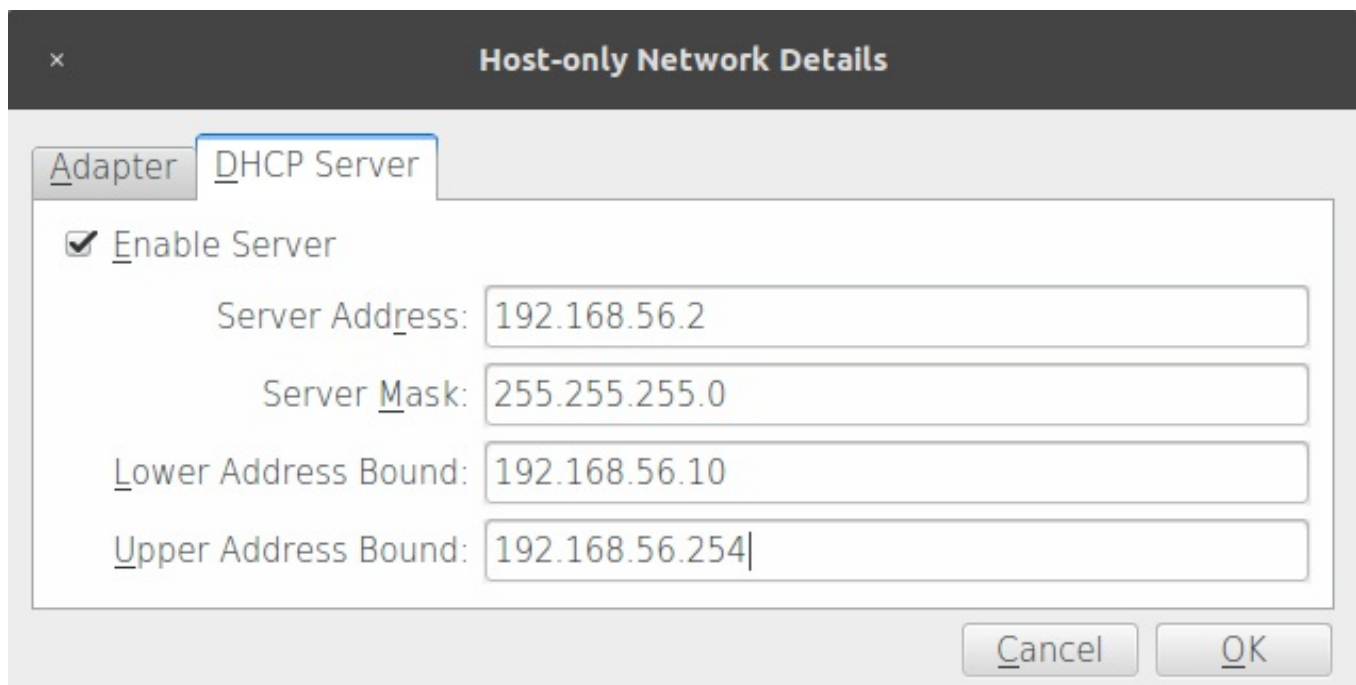 ×
Host-only Network Details
Adapter
DHCP Server
Enable Server
Server Address: 192.168.56.2
Server Mask: 255.255.255.0
Lower Address Bound: 192.168.56.10
Upper Address Bound: 192.168.56.254
Cancel
OK